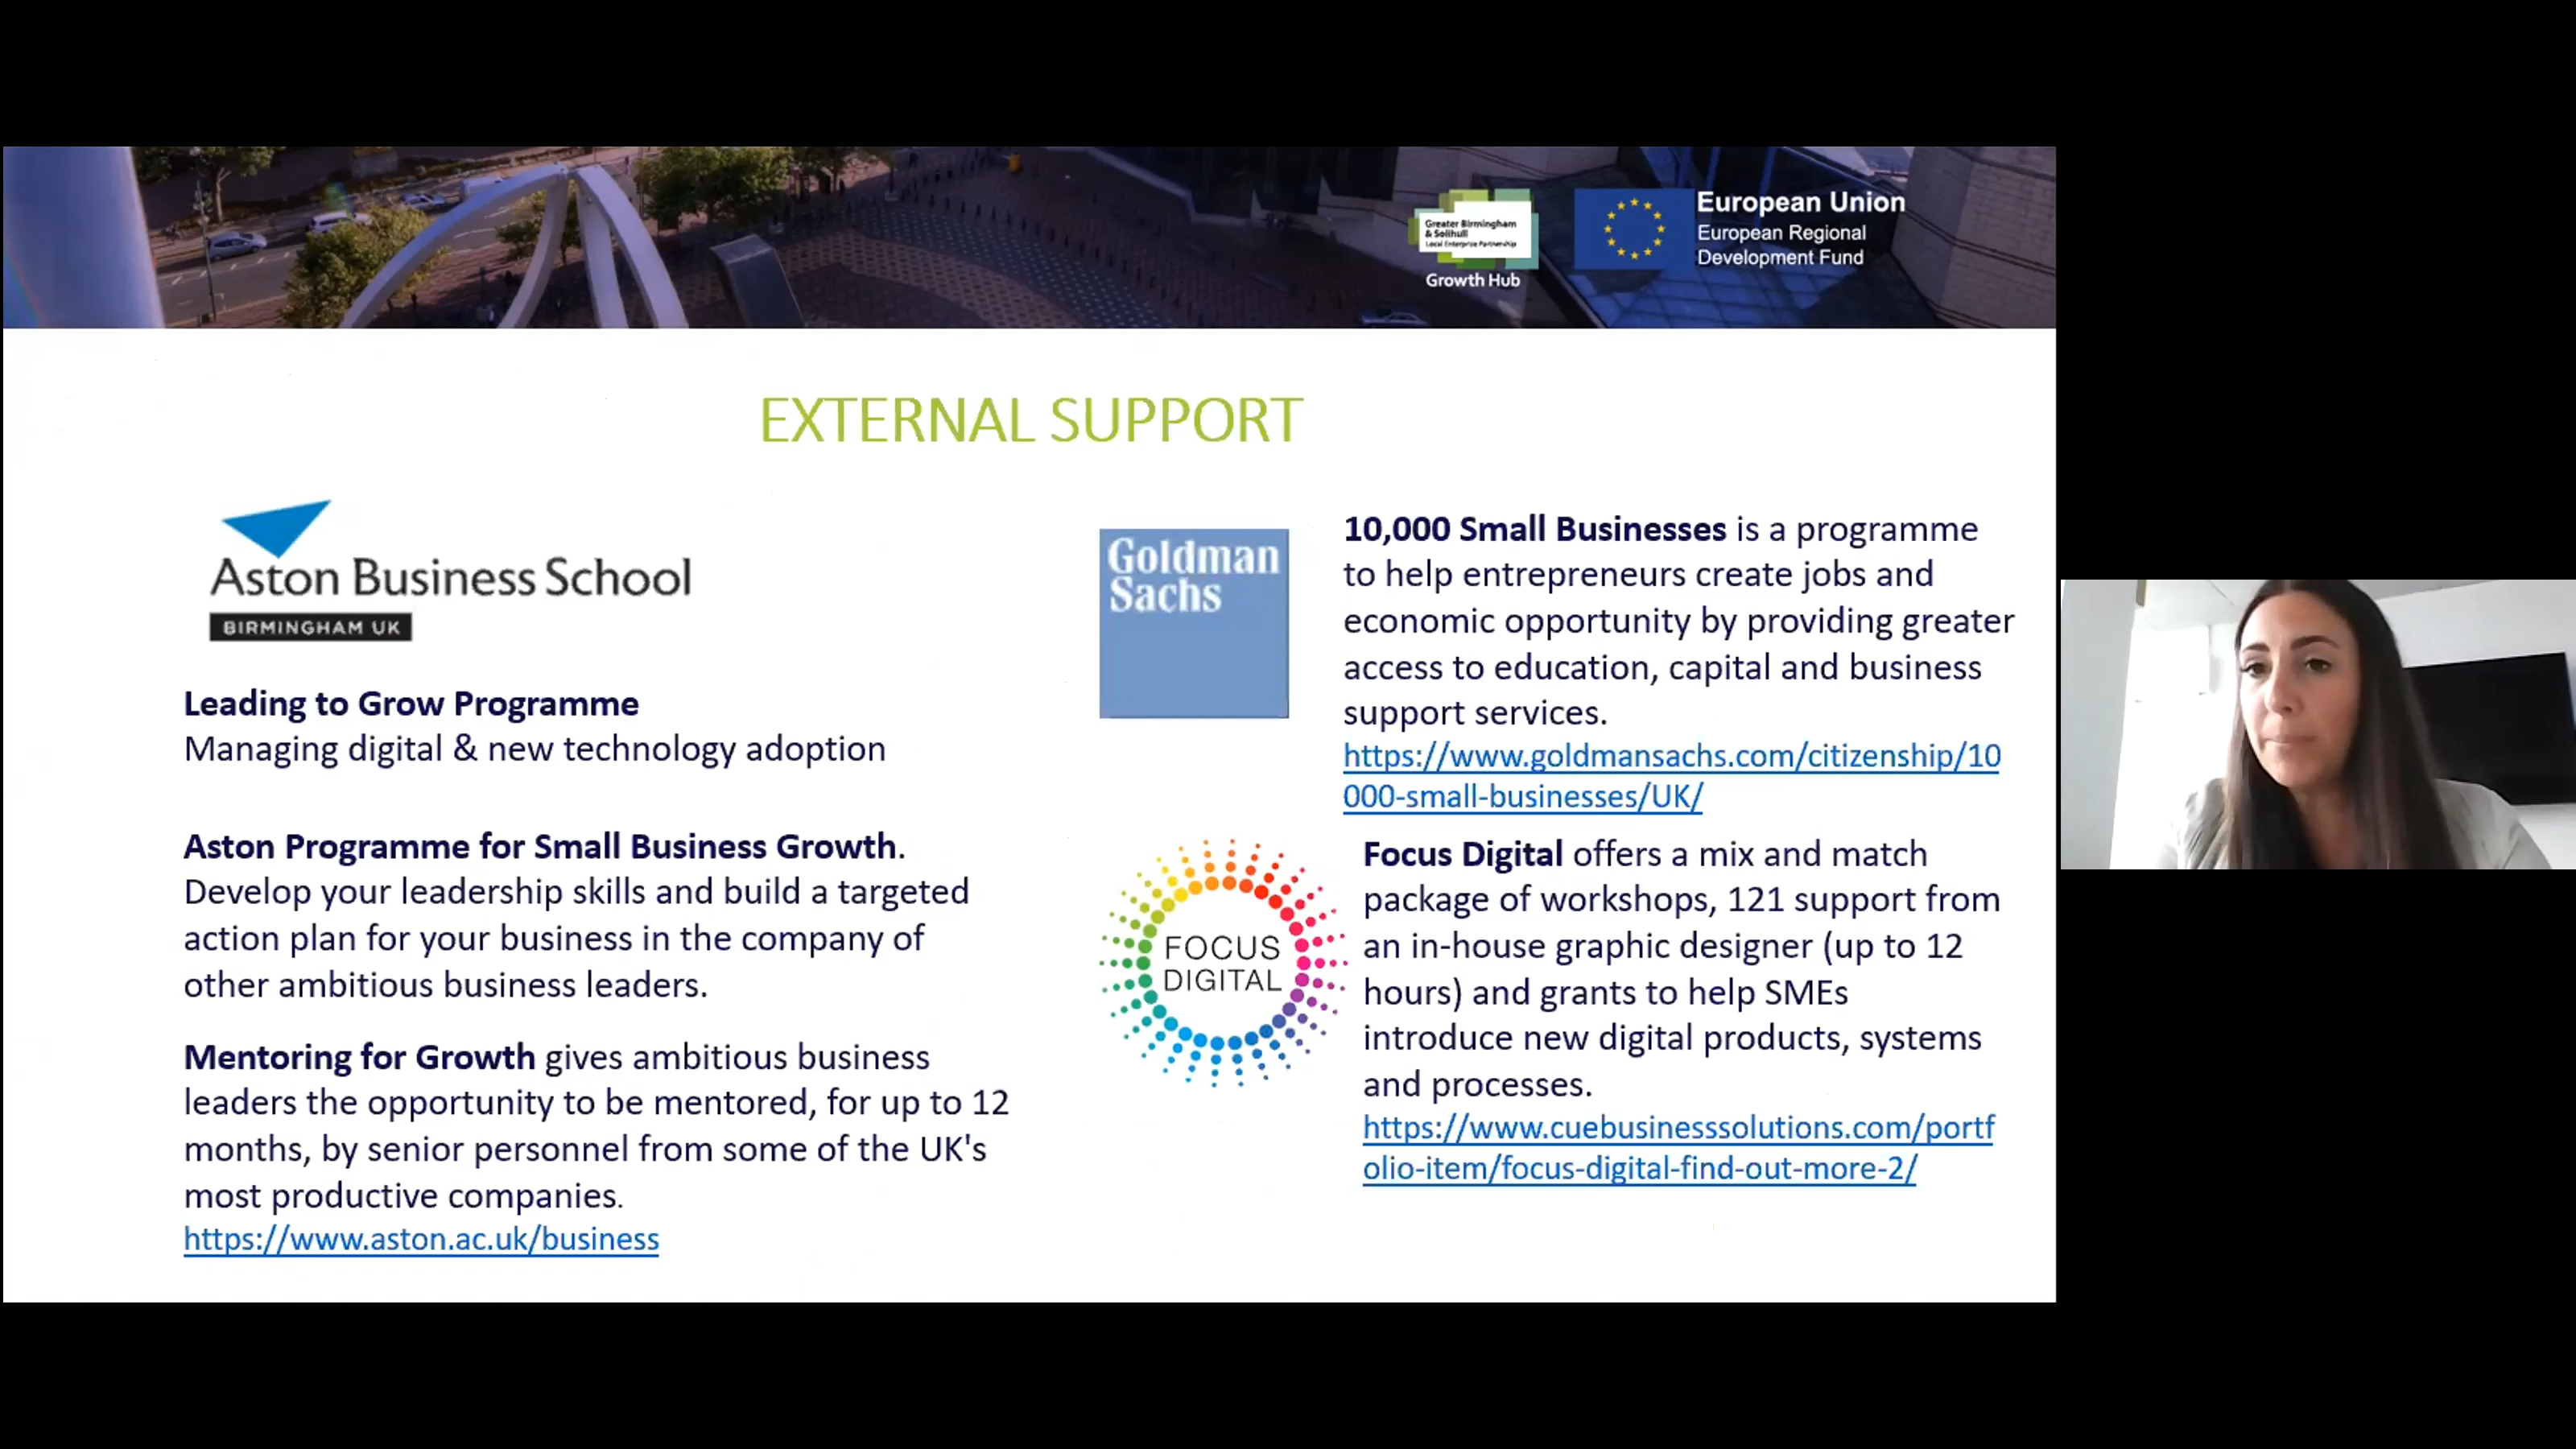 Greater Birmingham
& Solihull
Local Enterprise Partnership
Growth Hub
European Union
European Regional
Development Fund
EXTERNAL SUPPORT
Aston Business School
BIRMINGHAM UK
Leading to Grow Programme
Managing digital & new technology adoption
Aston Programme for Small Business Growth.
Develop your leadership skills and build a targeted
action plan for your business in the company of
other ambitious business leaders.
Mentoring for Growth gives ambitious business
leaders the opportunity to be mentored, for up to 12
months, by senior personnel from some of the UK's
most productive companies.
https://www.aston.ac.uk/business
Goldman
Sachs
10,000 Small Businesses is a programme
to help entrepreneurs create jobs and
economic opportunity by providing greater
access to education, capital and business
support services.
https://www.goldmansachs.com/citizenship/10
000-small-businesses/UK/
FOCUS
DIGITAL
Focus Digital offers a mix and match
package of workshops, 121 support from
an in-house graphic designer (up to 12
hours) and grants to help SMEs
introduce new digital products, systems
and processes.
https://www.cuebusinesssolutions.com/portf
olio-item/focus-digital-find-out-more-2/